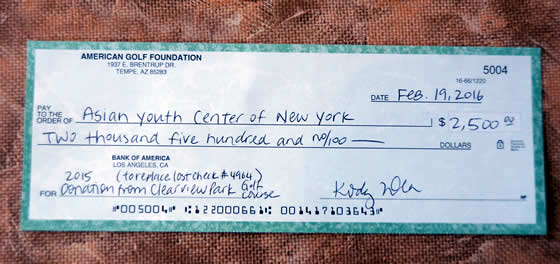 AMERICAN GOLF FOUNDATION
1937 E. BRENTRUP DR.
TEMPE, AZ 85283
5004
16-66/1220
DATE Feb. 19, 2016
PAY TO THE ORDER OF Asian Youth Center of New York $ 2,500 00
Two thousand five hundred and no/100 DOLLARS
BANK OF AMERICA
LOS ANGELES, CA
2015 (to replace lost check #4964)
FOR Donation from Clearview Park Golf Course
⑈005004⑈ ⑆122000661⑆ 001417103643⑈